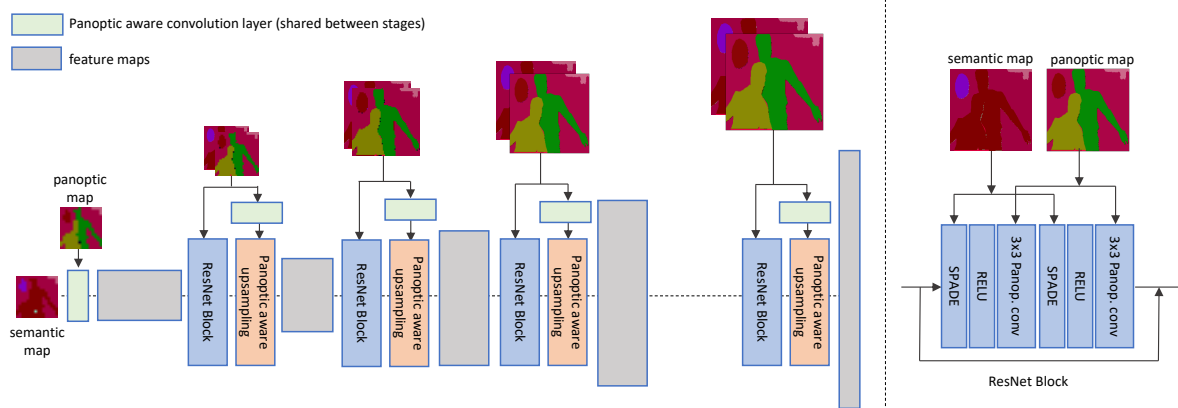 Panoptic aware convolution layer (shared between stages)
feature maps
panoptic
map
semantic
map
ResNet Block
Panoptic aware
upsampling
ResNet Block
Panoptic aware
upsampling
ResNet Block
Panoptic aware
upsampling
ResNet Block
Panoptic aware
upsampling
semantic map
panoptic map
SPADE
RELU
3x3 Panop. conv
SPADE
RELU
3x3 Panop. conv
ResNet Block